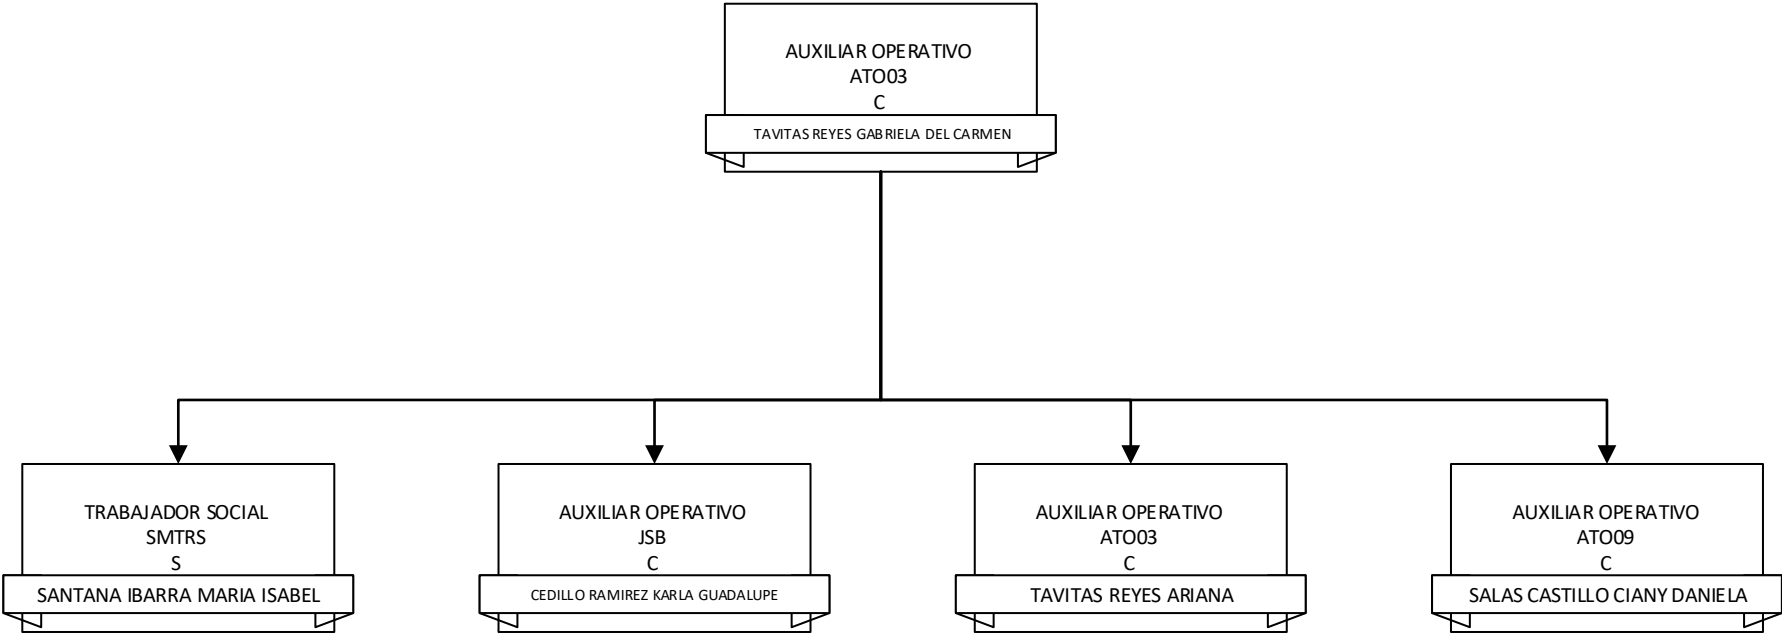 AUXILIAR OPERATIVO
ATO03
C
TAVITAS REYES GABRIELA DEL CARMEN
TRABAJADOR SOCIAL
SMTRS
S
SANTANA IBARRA MARIA ISABEL
AUXILIAR OPERATIVO
JSB
C
CEDILLO RAMIREZ KARLA GUADALUPE
AUXILIAR OPERATIVO
ATO03
C
TAVITAS REYES ARIANA
AUXILIAR OPERATIVO
ATO09
C
SALAS CASTILLO CIANY DANIELA